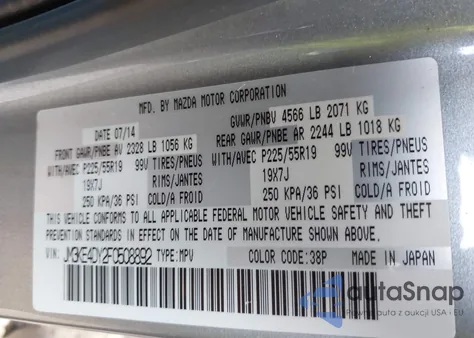 MFD. BY MAZDA MOTOR CORPORATION
DATE 07/14 GVWR/PNBV 4566 LB 2071 KG
FRONT GAWR/PNBE AV 2328 LB 1056 KG REAR GAWR/PNBE AR 2244 LB 1018 KG
WITH/AVEC P225/55R19 99V TIRES/PNEUS WITH/AVEC P225/55R19 99V TIRES/PNEUS
19X7J RIMS/JANTES 19X7J RIMS/JANTES
250 KPA/36 PSI COLD/A FROID 250 KPA/36 PSI COLD/A FROID
THIS VEHICLE CONFORMS TO ALL APPLICABLE FEDERAL MOTOR VEHICLE SAFETY AND THEFT
PREVENTION STANDARDS IN EFFECT ON THE DATE OF MANUFACTURE SHOWN ABOVE.
VIN: JM3KE4DY2F0508892 TYPE:MPV COLOR CODE:38P MADE IN JAPAN
autoSnap
Podgląd z aukcji USA - EU